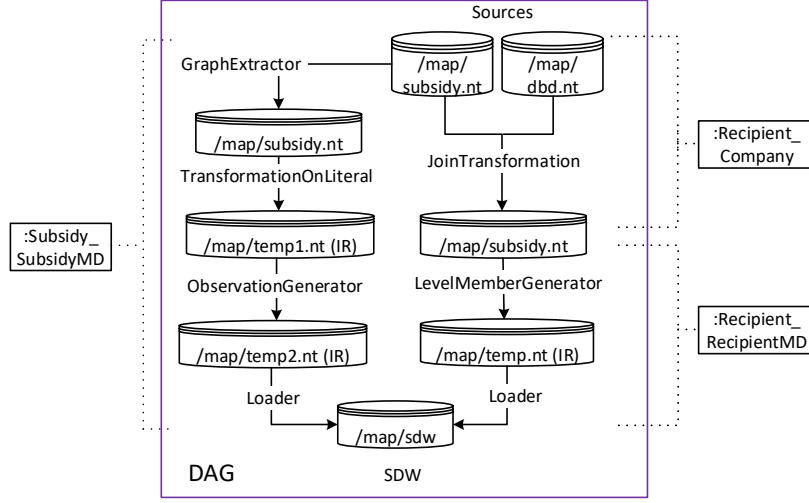 Sources
GraphExtractor
/map/
subsidy.nt
/map/
dbd.nt
/map/subsidy.nt
JoinTransformation
:Recipient_
Company
TransformationOnLiteral
:Subsidy_
SubsidyMD
/map/temp1.nt (IR)
/map/subsidy.nt
ObservationGenerator
LevelMemberGenerator
:Recipient_
RecipientMD
/map/temp2.nt (IR)
/map/temp.nt (IR)
Loader
Loader
/map/sdw
DAG
SDW